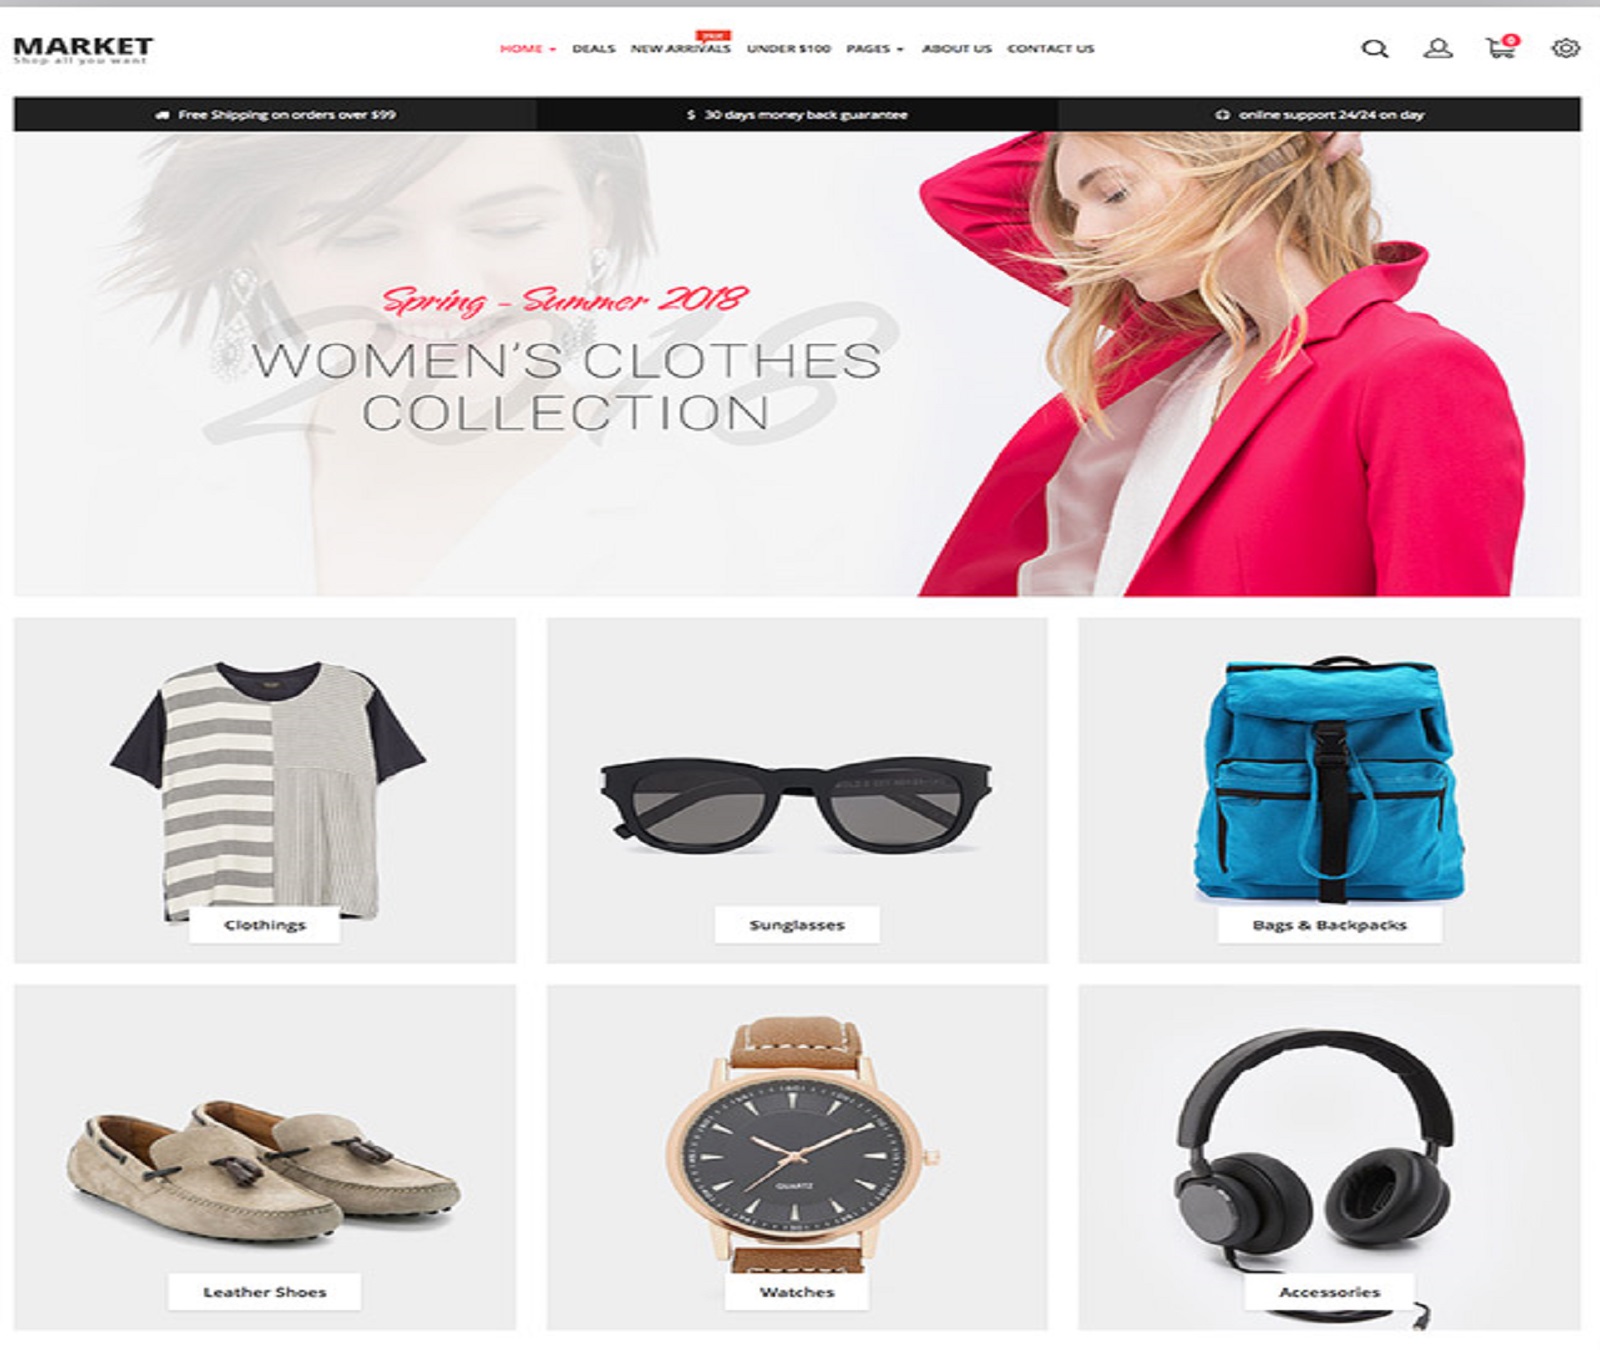 MARKET
Shop all you want
HOME DEALS NEW ARRIVALS UNDER $100 PAGES ABOUT US CONTACT US
0
Free Shipping on orders over $99
$ 30 days money back guarantee
online support 24/24 on day
Spring - Summer 2018
2018
WOMEN'S CLOTHES
COLLECTION
Clothings
Sunglasses
Bags & Backpacks
QUARTZ
Leather Shoes
Watches
Accessories